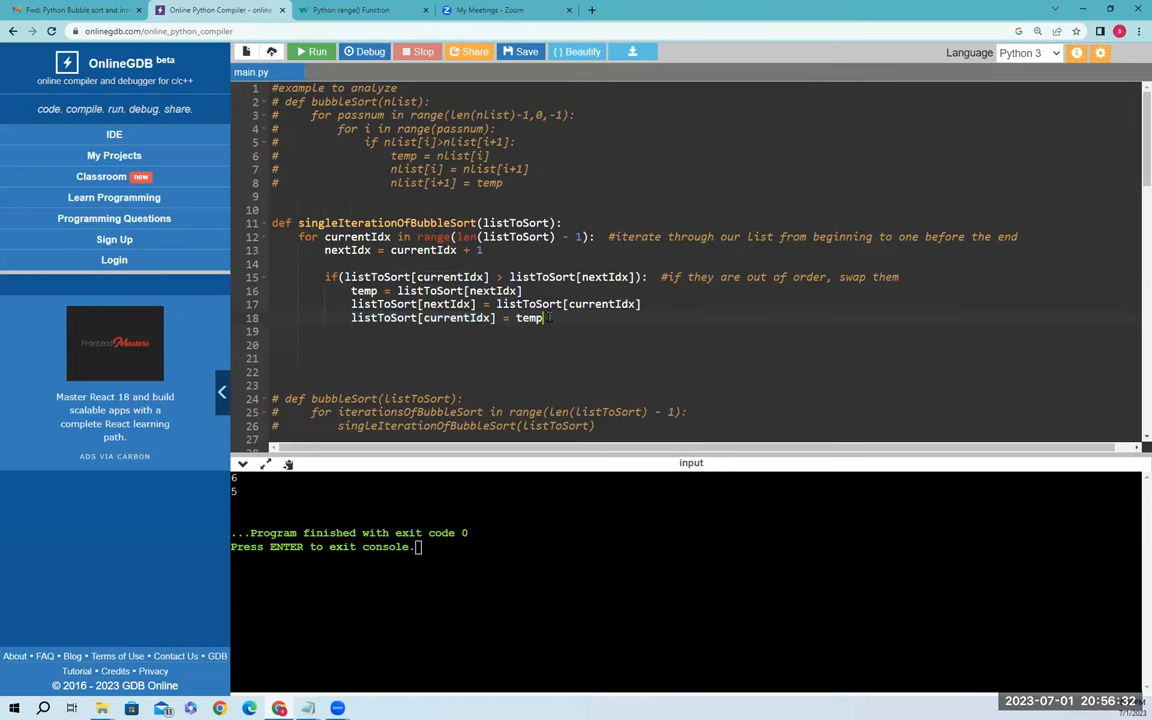 Fwd: Python Bubble sort and ins
Online Python Compiler - online
Python range() Function
My Meetings - Zoom
onlinegdb.com/online_python_compiler
OnlineGDB beta
online compiler and debugger for c/c++
code. compile. run. debug. share.
IDE
My Projects
Classroom new
Learn Programming
Programming Questions
Sign Up
Login
Frontend Masters
Master React 18 and build
scalable apps with a
complete React learning
path.
ADS VIA CARBON
About • FAQ • Blog • Terms of Use • Contact Us • GDB
Tutorial • Credits • Privacy
© 2016 - 2023 GDB Online
Run Debug Stop Share Save { } Beautify Language Python 3
main.py
1 #example to analyze
2 # def bubbleSort(nlist):
3 #     for passnum in range(len(nlist)-1,0,-1):
4 #         for i in range(passnum):
5 #             if nlist[i]>nlist[i+1]:
6 #                 temp = nlist[i]
7 #                 nlist[i] = nlist[i+1]
8 #                 nlist[i+1] = temp
9
10
11 def singleIterationOfBubbleSort(listToSort):
12     for currentIdx in range(len(listToSort) - 1):  #iterate through our list from beginning to one before the end
13         nextIdx = currentIdx + 1
14
15         if(listToSort[currentIdx] > listToSort[nextIdx]):  #if they are out of order, swap them
16             temp = listToSort[nextIdx]
17             listToSort[nextIdx] = listToSort[currentIdx]
18             listToSort[currentIdx] = temp
19
20
21
22
23
24 # def bubbleSort(listToSort):
25 #     for iterationsOfBubbleSort in range(len(listToSort) - 1):
26 #         singleIterationOfBubbleSort(listToSort)
27
input
6
5
...Program finished with exit code 0
Press ENTER to exit console.
13
2023-07-01 20:56:32
7/1/2023